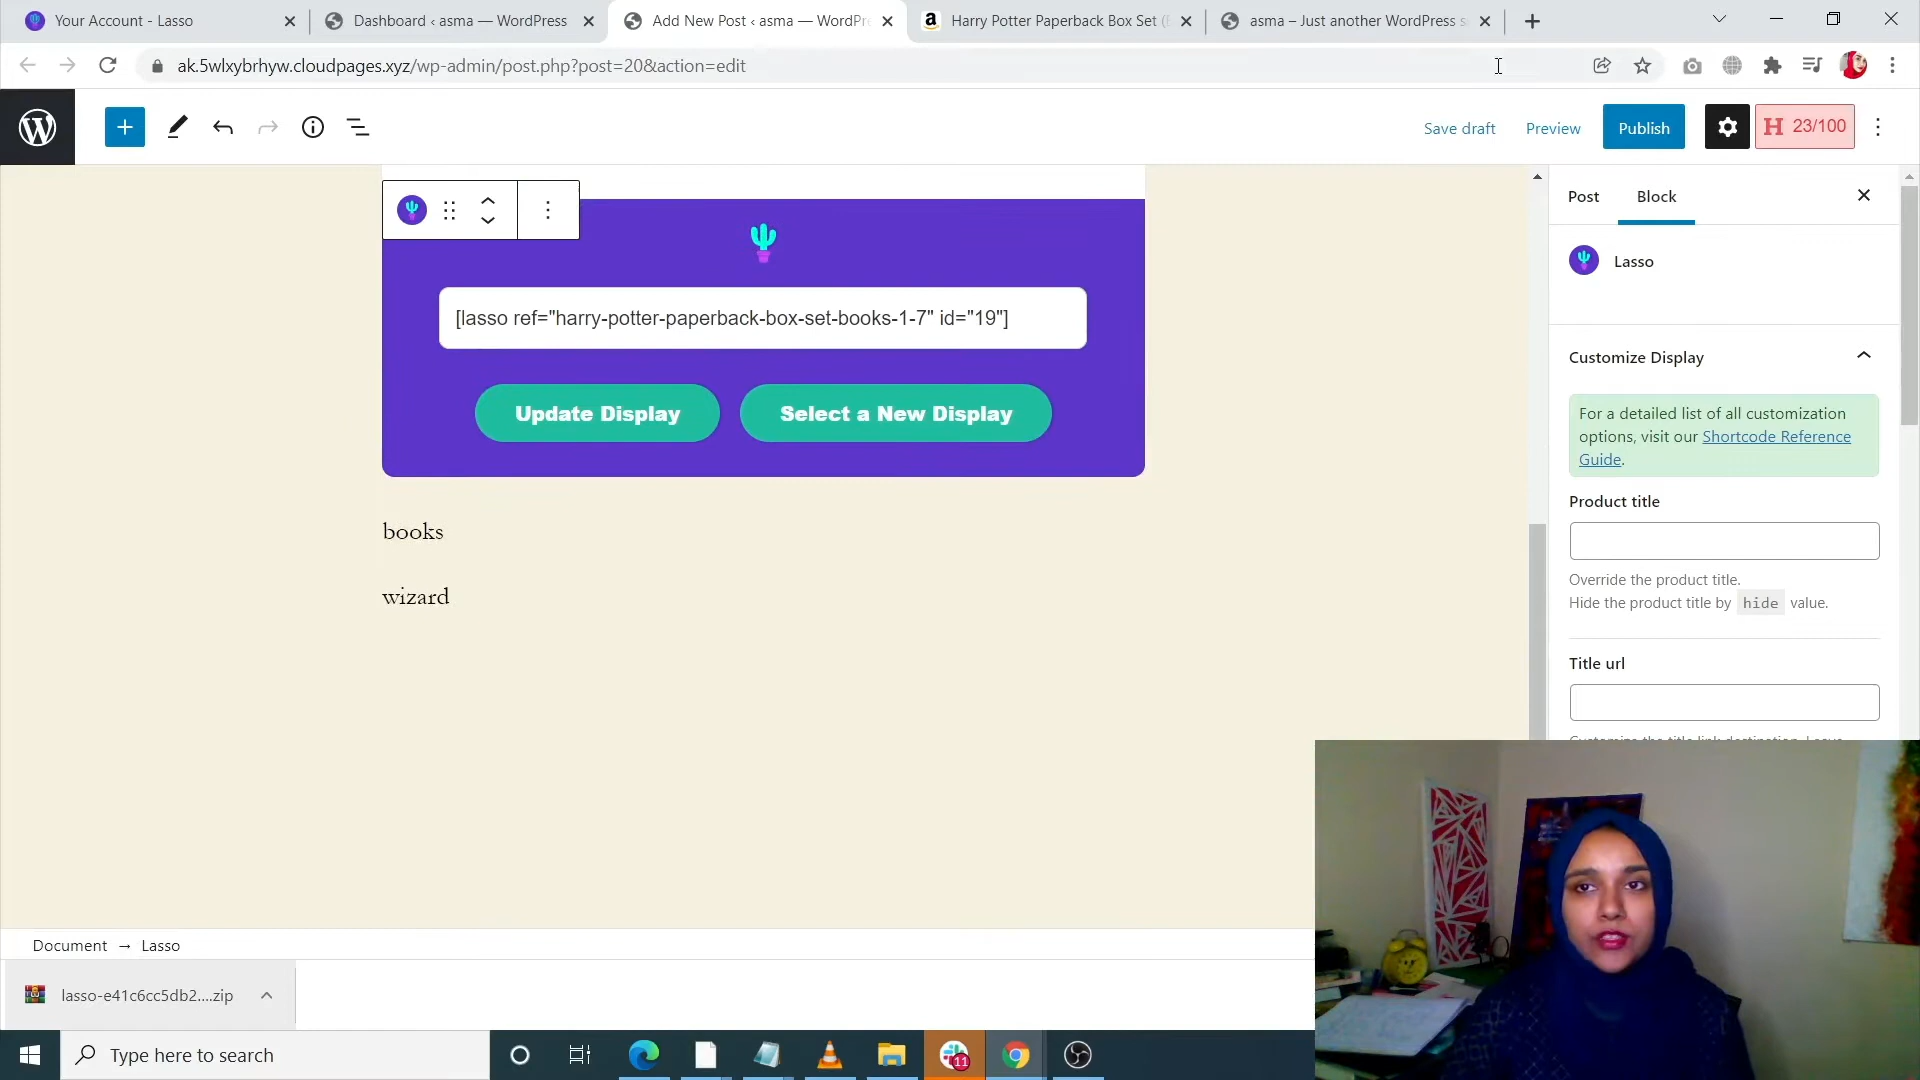 Your Account - Lasso
Dashboard ‹ asma — WordPress
Add New Post ‹ asma — WordPre
Harry Potter Paperback Box Set (
asma – Just another WordPress s
ak.5wlxybrhyw.cloudpages.xyz/wp-admin/post.php?post=20&action=edit
Save draft
Preview
Publish
H 23/100
Post
Block
Lasso
[lasso ref="harry-potter-paperback-box-set-books-1-7" id="19"]
Update Display
Select a New Display
Customize Display
For a detailed list of all customization
options, visit our Shortcode Reference
Guide.
Product title
Override the product title.
Hide the product title by hide value.
Title url
books
wizard
Document → Lasso
lasso-e41c6cc5db2....zip
Type here to search
11